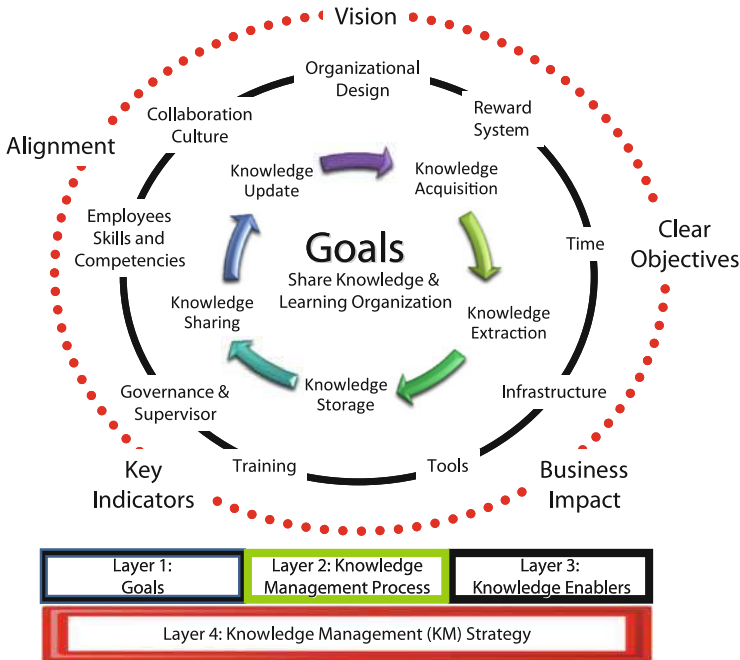 Vision
Organizational
Design
Collaboration
Culture
Reward
System
Alignment
Knowledge
Update
Knowledge
Acquisition
Employees
Skills and
Competencies
Goals
Share Knowledge &
Learning Organization
Time
Clear
Objectives
Knowledge
Sharing
Knowledge
Extraction
Knowledge
Storage
Governance &
Supervisor
Infrastructure
Key
Indicators
Training
Tools
Business
Impact
Layer 1:
Goals
Layer 2: Knowledge
Management Process
Layer 3:
Knowledge Enablers
Layer 4: Knowledge Management (KM) Strategy